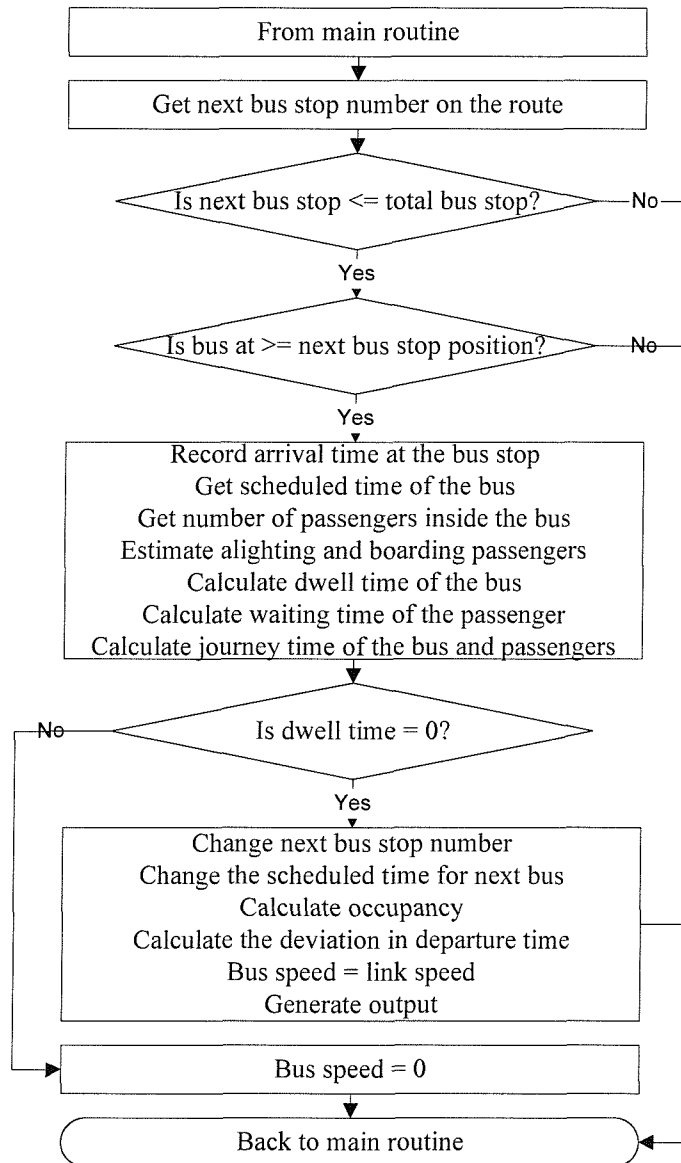 From main routine
Get next bus stop number on the route
Is next bus stop <= total bus stop?
No
Yes
Is bus at >= next bus stop position?
No
Yes
Record arrival time at the bus stop
Get scheduled time of the bus
Get number of passengers inside the bus
Estimate alighting and boarding passengers
Calculate dwell time of the bus
Calculate waiting time of the passenger
Calculate journey time of the bus and passengers
No
Is dwell time = 0?
Yes
Change next bus stop number
Change the scheduled time for next bus
Calculate occupancy
Calculate the deviation in departure time
Bus speed = link speed
Generate output
Bus speed = 0
Back to main routine